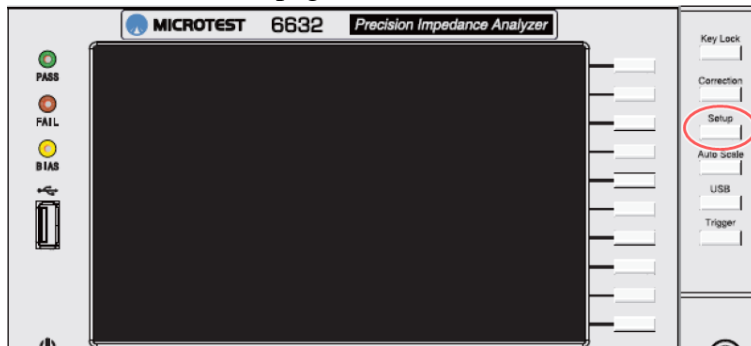 MICROTEST 6632 Precision Impedance Analyzer
Key Lock
PASS
Correction
FAIL
Setup
BIAS
Auto Scale
USB
Trigger